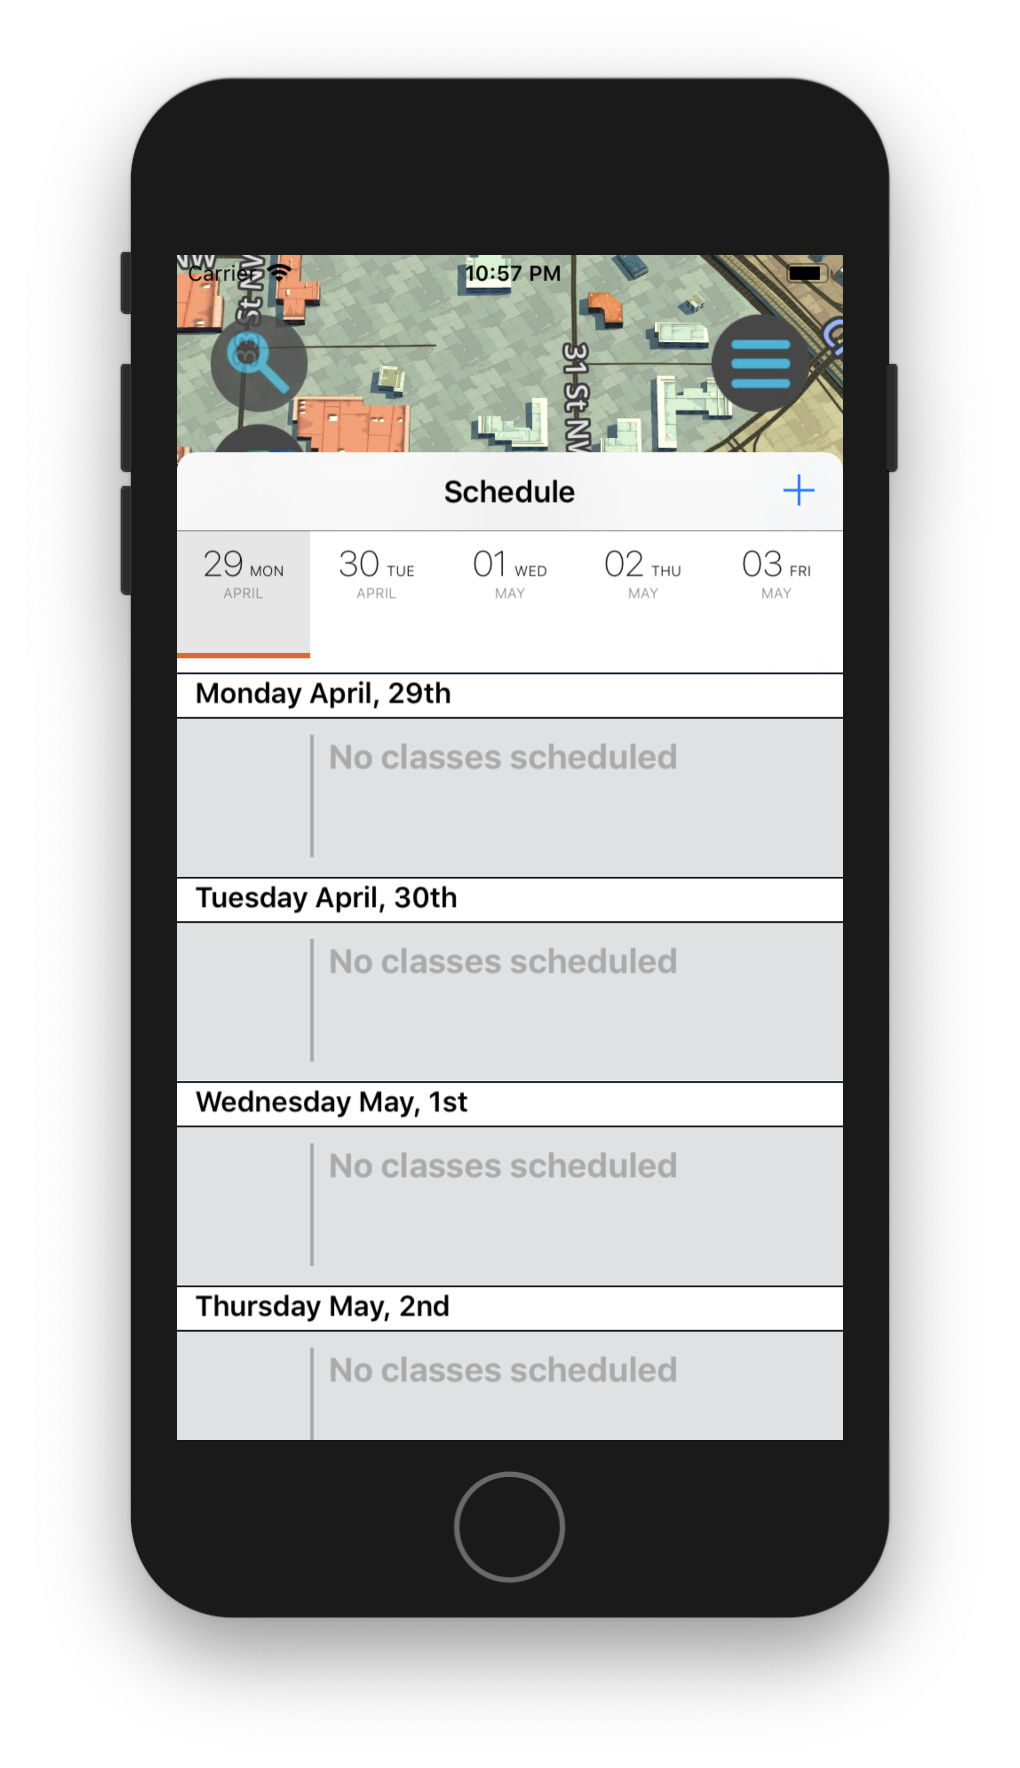 NW
Carrier
10:57 PM
33 St NW
31 St NW
Schedule
29 MON
APRIL
30 TUE
APRIL
01 WED
MAY
02 THU
MAY
03 FRI
MAY
Monday April, 29th
No classes scheduled
Tuesday April, 30th
No classes scheduled
Wednesday May, 1st
No classes scheduled
Thursday May, 2nd
No classes scheduled